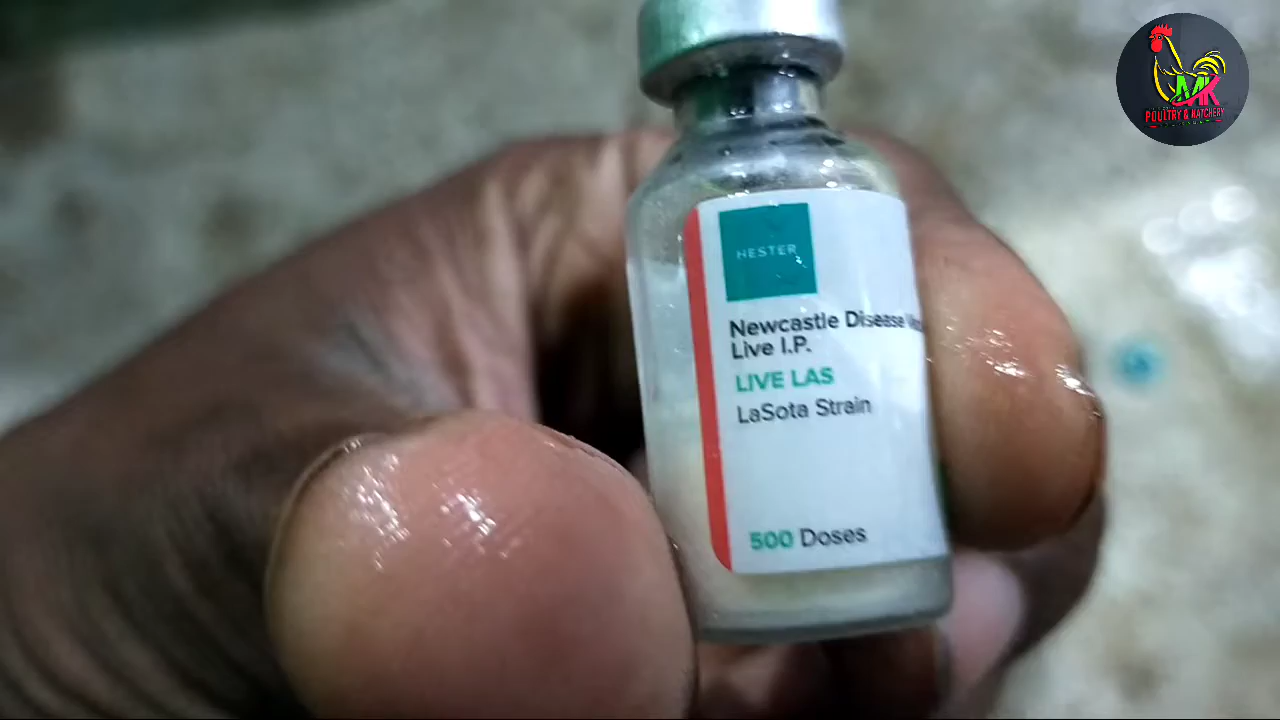 HESTER
Newcastle Disease
Live I.P.
LIVE LAS
LaSota Strain
500 Doses
MK
POULTRY & HATCHERY